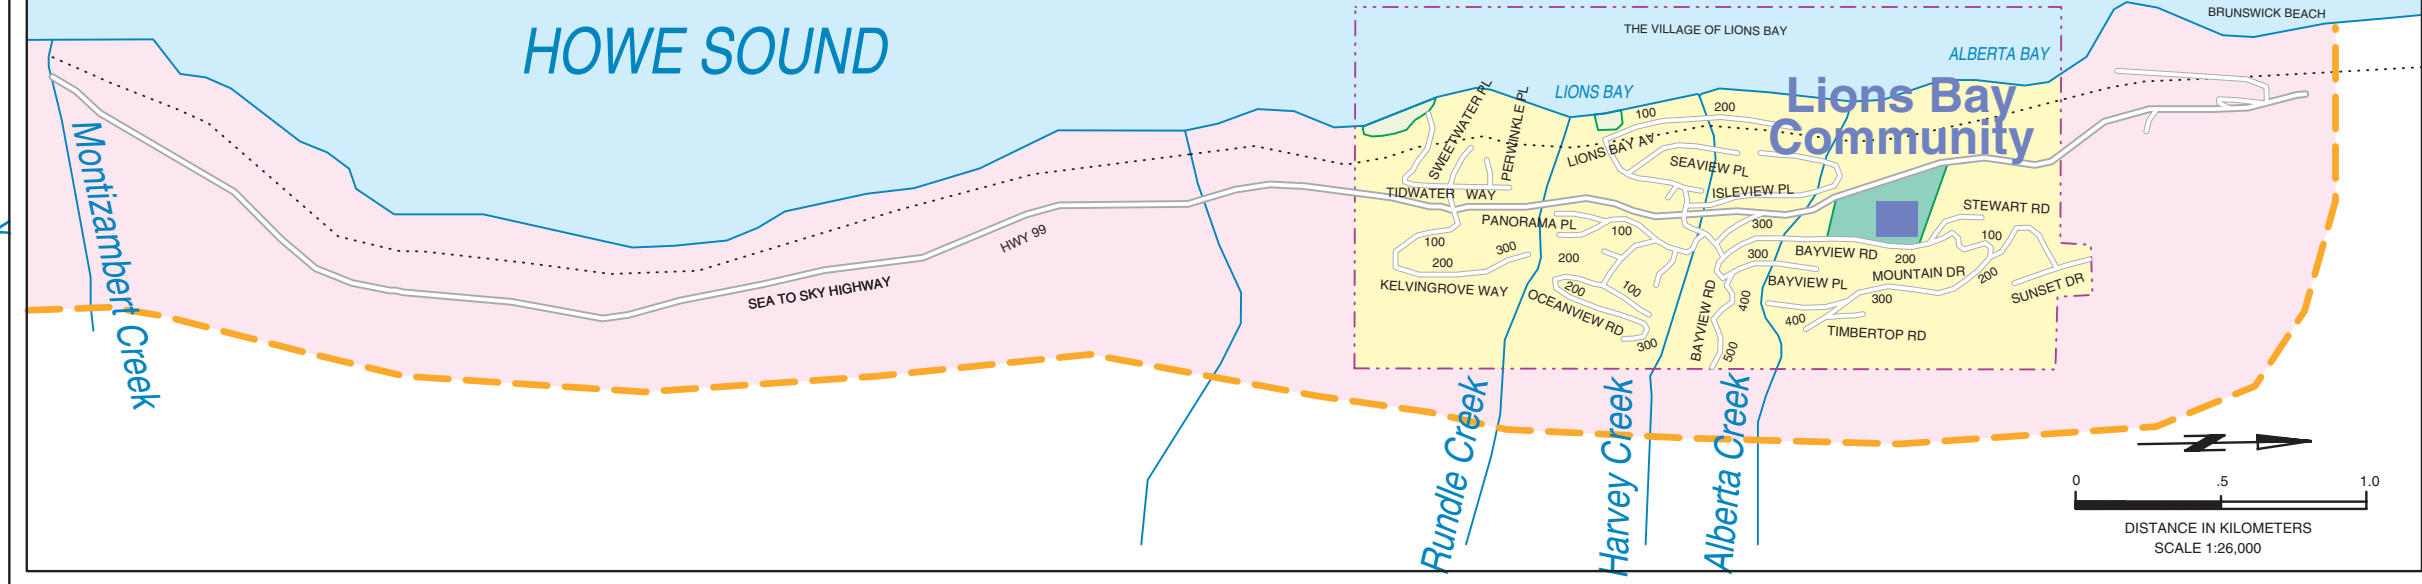 BRUNSWICK BEACH
THE VILLAGE OF LIONS BAY
HOWE SOUND
ALBERTA BAY
LIONS BAY
Lions Bay
Community
SWEETWATER PL
PERWINKLE PL
100
200
LIONS BAY AV
SEAVIEW PL
ISLEVIEW PL
TIDWATER WAY
PANORAMA PL
STEWART RD
100
300
100
200
300
KELVINGROVE WAY
200
100
200
OCEANVIEW RD
300
300
BAYVIEW RD
200
100
MOUNTAIN DR
200
SUNSET DR
BAYVIEW PL
300
400
TIMBERTOP RD
BAYVIEW RD
400
500
HWY 99
SEA TO SKY HIGHWAY
Montizambert Creek
Rundle Creek
Harvey Creek
Alberta Creek
Z
0 .5 1.0
DISTANCE IN KILOMETERS
SCALE 1:26,000